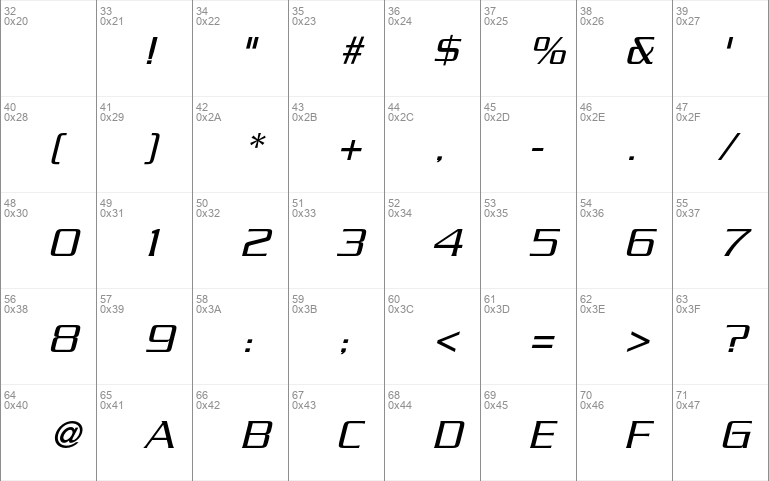 32 33 34 35 36 37 38 39
0x20 0x21 0x22 0x23 0x24 0x25 0x26 0x27
! " # $ % & '
40 41 42 43 44 45 46 47
0x28 0x29 0x2A 0x2B 0x2C 0x2D 0x2E 0x2F
( ) * + , - . /
48 49 50 51 52 53 54 55
0x30 0x31 0x32 0x33 0x34 0x35 0x36 0x37
0 1 2 3 4 5 6 7
56 57 58 59 60 61 62 63
0x38 0x39 0x3A 0x3B 0x3C 0x3D 0x3E 0x3F
8 9 : ; < = > ?
64 65 66 67 68 69 70 71
0x40 0x41 0x42 0x43 0x44 0x45 0x46 0x47
@ A B C D E F G